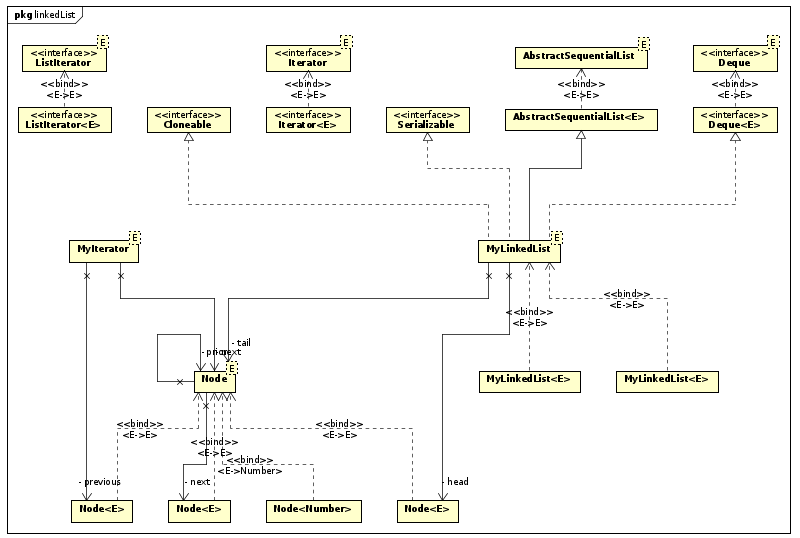 pkg linkedList
E
E
E
E
<<interface>>
ListIterator
<<interface>>
Iterator
AbstractSequentialList
<<interface>>
Deque
<<bind>>
<E->E>
<<bind>>
<E->E>
<<bind>>
<E->E>
<<bind>>
<E->E>
<<interface>>
ListIterator<E>
<<interface>>
Cloneable
<<interface>>
Iterator<E>
<<interface>>
Serializable
AbstractSequentialList<E>
<<interface>>
Deque<E>
E
MyIterator
E
MyLinkedList
<<bind>>
<E->E>
<<bind>>
<E->E>
- tail
- prior
next
E
Node
MyLinkedList<E>
MyLinkedList<E>
<<bind>>
<E->E>
<<bind>>
<E->E>
<<bind>>
<E->E>
<<bind>>
<E->Number>
- previous
- next
- head
Node<E>
Node<E>
Node<Number>
Node<E>